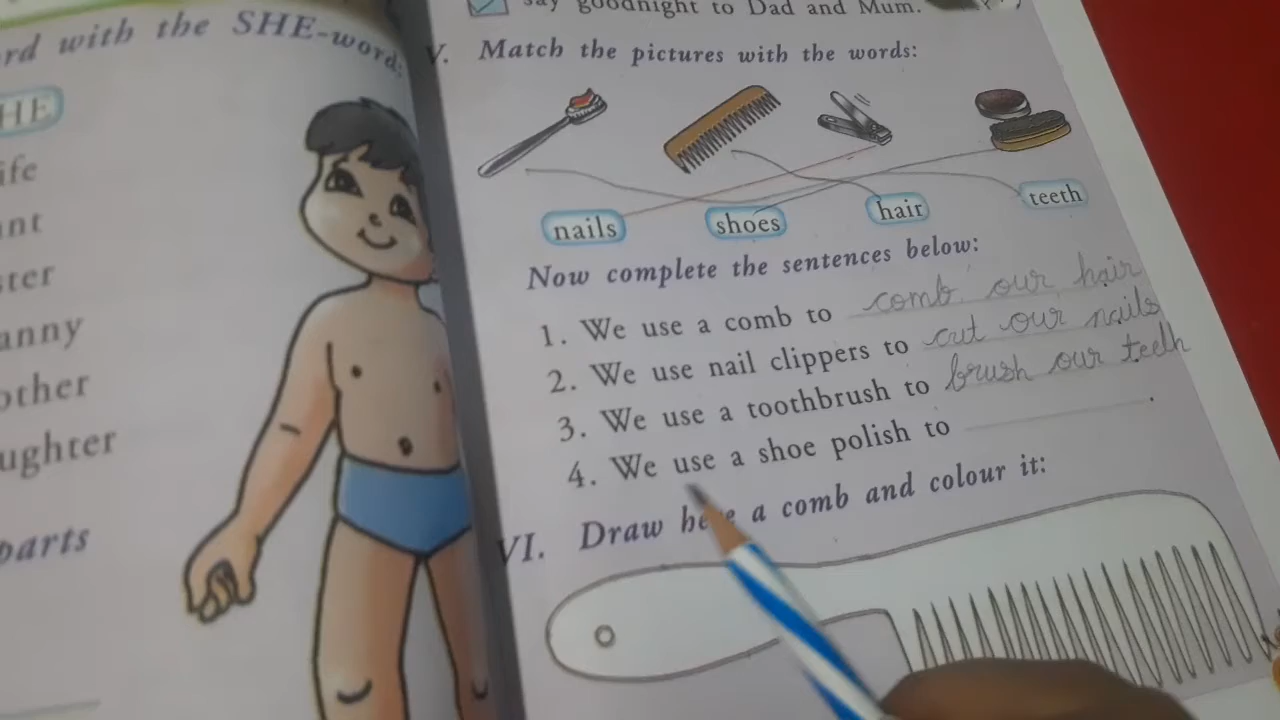 rd with the SHE-word:
HE
ife
ant
ster
anny
other
ughter
parts
say goodnight to Dad and Mum.
V. Match the pictures with the words:
nails shoes hair teeth
Now complete the sentences below:
1. We use a comb to comb our hair
2. We use nail clippers to cut our nails
3. We use a toothbrush to brush our teeth
4. We use a shoe polish to .
VI. Draw here a comb and colour it: